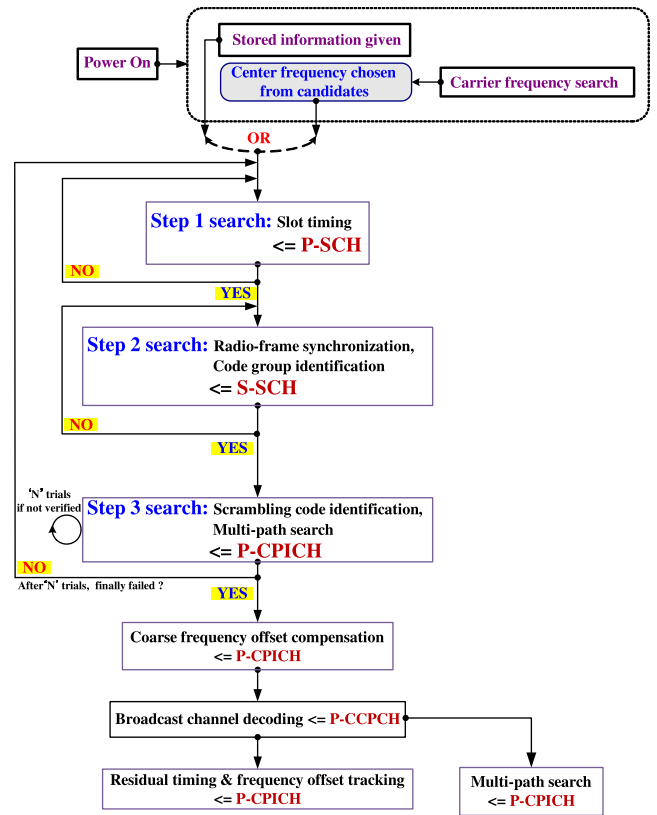 Stored information given
Power On
Center frequency chosen
from candidates
Carrier frequency search
OR
Step 1 search: Slot timing
<= P-SCH
NO
YES
Step 2 search: Radio-frame synchronization,
Code group identification
<= S-SCH
NO
YES
‘N’ trials
if not verified
Step 3 search: Scrambling code identification,
Multi-path search
<= P-CPICH
NO
After ‘N’ trials, finally failed ?
YES
Coarse frequency offset compensation
<= P-CPICH
Broadcast channel decoding <= P-CCPCH
Residual timing & frequency offset tracking
<= P-CPICH
Multi-path search
<= P-CPICH